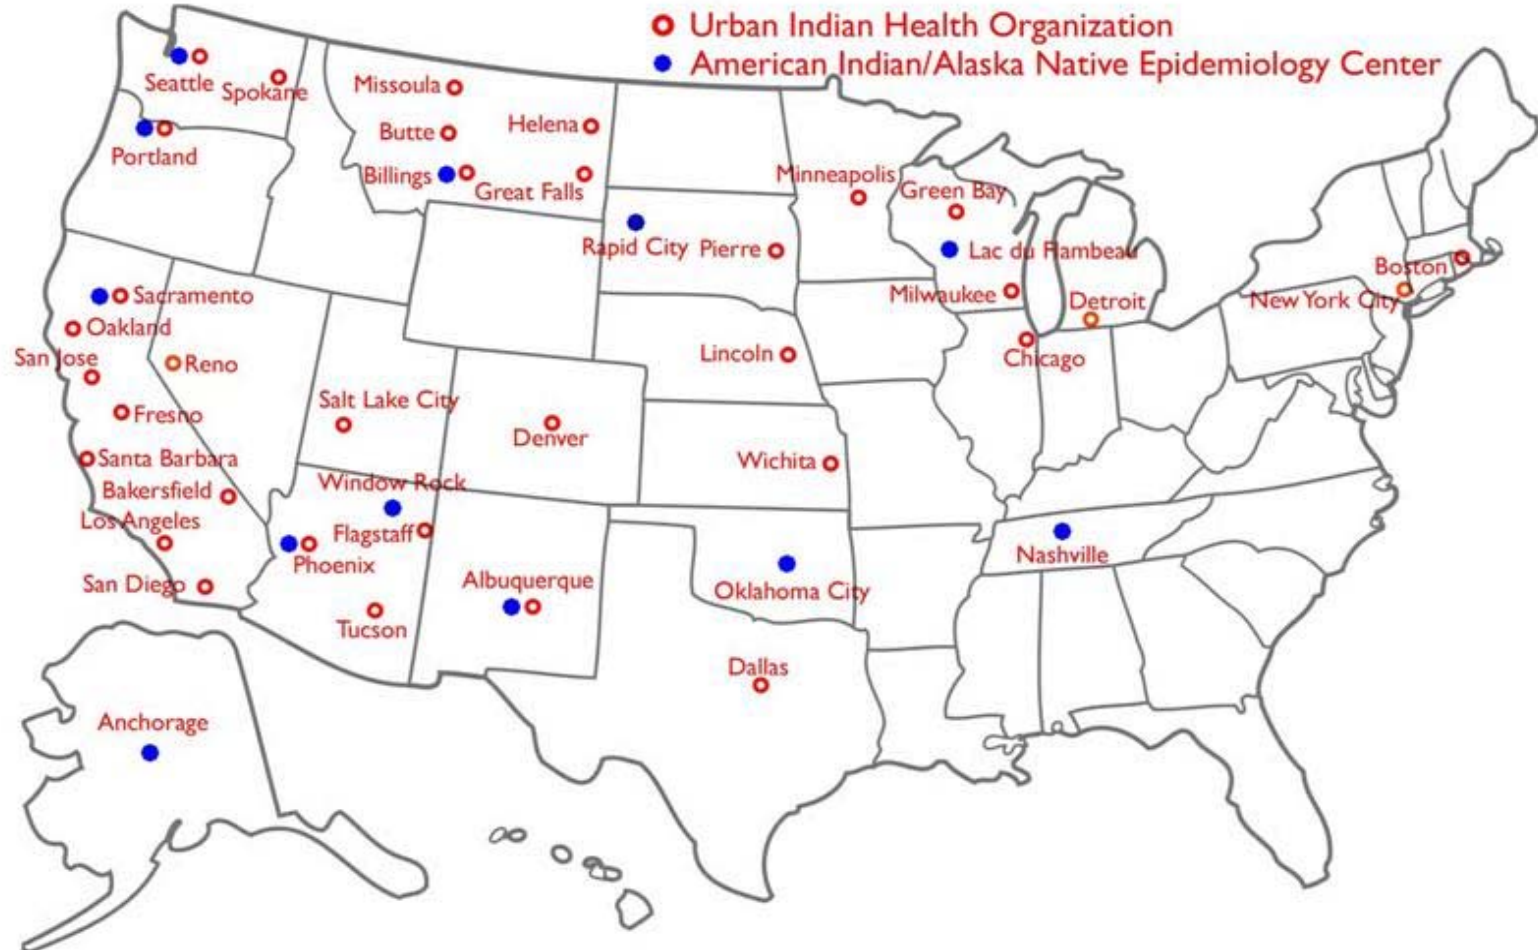 Urban Indian Health Organization
American Indian/Alaska Native Epidemiology Center
Seattle
Spokane
Portland
Missoula
Butte
Helena
Billings
Great Falls
Minneapolis
Green Bay
Rapid City
Pierre
Lac du Flambeau
Milwaukee
Detroit
Boston
New York City
Sacramento
Oakland
San Jose
Reno
Lincoln
Chicago
Salt Lake City
Fresno
Denver
Santa Barbara
Wichita
Bakersfield
Window Rock
Los Angeles
Flagstaff
Phoenix
Nashville
San Diego
Albuquerque
Oklahoma City
Tucson
Dallas
Anchorage